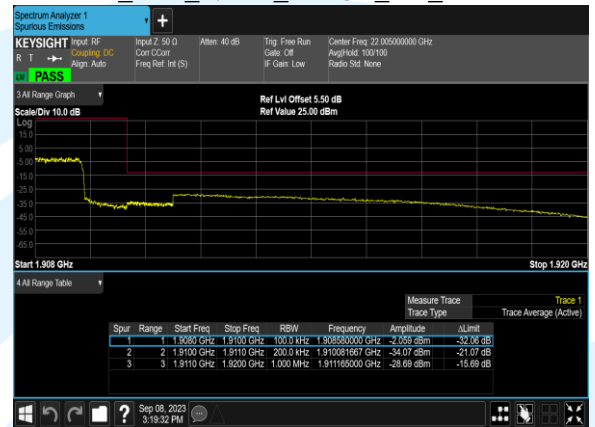 Spectrum Analyzer 1
Spurious Emissions
KEYSIGHT Input: RF Input Z: 50 Ω Atten: 40 dB Trig: Free Run Center Freq: 22.005000000 GHz
R T Coupling: DC Corr CCorr Gate: Off Avg|Hold: 100/100
Align: Auto Freq Ref: Int (S) IF Gain: Low Radio Std: None
LV PASS
3 All Range Graph
Ref Lvl Offset 5.50 dB
Scale/Div 10.0 dB Ref Value 25.00 dBm
Log
15.0
5.00
-5.00
-15.0
-25.0
-35.0
-45.0
-55.0
-65.0
Start 1.908 GHz Stop 1.920 GHz
4 All Range Table
Measure Trace Trace 1
Trace Type Trace Average (Active)
Spur Range Start Freq Stop Freq RBW Frequency Amplitude ΔLimit
1 1 1.9080 GHz 1.9100 GHz 100.0 kHz 1.908580000 GHz -2.059 dBm -32.06 dB
2 2 1.9100 GHz 1.9110 GHz 200.0 kHz 1.910081667 GHz -34.07 dBm -21.07 dB
3 3 1.9110 GHz 1.9200 GHz 1.000 MHz 1.911165000 GHz -28.69 dBm -15.69 dB
Sep 08, 2023
3:19:32 PM